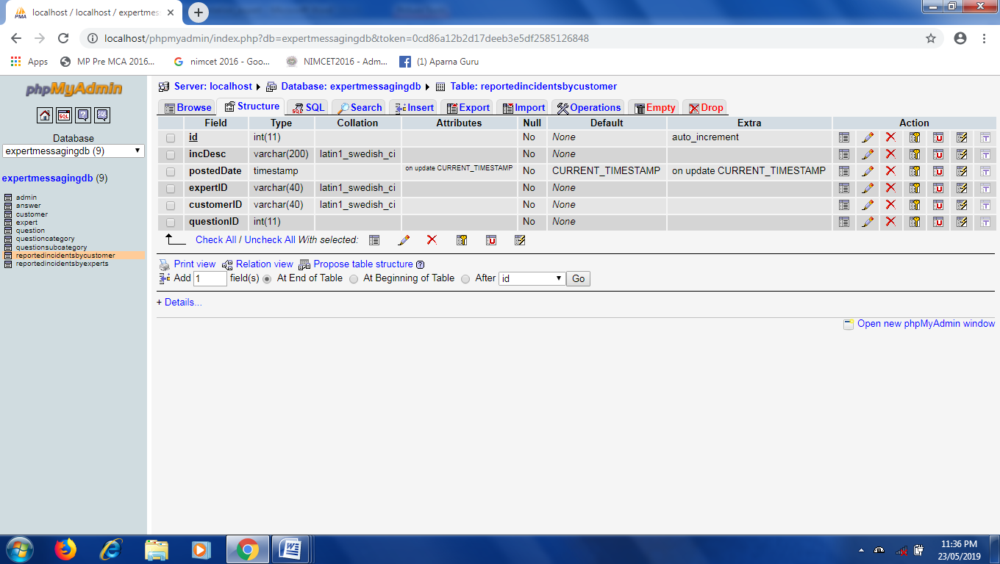 localhost / localhost / expertmess
localhost/phpmyadmin/index.php?db=expertmessagingdb&token=0cd86a12b2d17deeb3e5df2585126848
Apps MP Pre MCA 2016... nimcet 2016 - Goo... NIMCET2016 - Adm... (1) Aparna Guru
phpMyAdmin
Database
expertmessagingdb (9)
expertmessagingdb (9)
admin
answer
customer
expert
question
questioncategory
questionsubcategory
reportedincidentsbycustomer
reportedincidentsbyexperts
Server: localhost Database: expertmessagingdb Table: reportedincidentsbycustomer
Browse Structure SQL Search Insert Export Import Operations Empty Drop
Field Type Collation Attributes Null Default Extra Action
id int(11) No None auto_increment
incDesc varchar(200) latin1_swedish_ci No None
postedDate timestamp on update CURRENT_TIMESTAMP No CURRENT_TIMESTAMP on update CURRENT_TIMESTAMP
expertID varchar(40) latin1_swedish_ci No None
customerID varchar(40) latin1_swedish_ci No None
questionID int(11) No None
Check All / Uncheck All With selected:
Print view Relation view Propose table structure
Add 1 field(s) At End of Table At Beginning of Table After id Go
+ Details...
Open new phpMyAdmin window
11:36 PM
23/05/2019